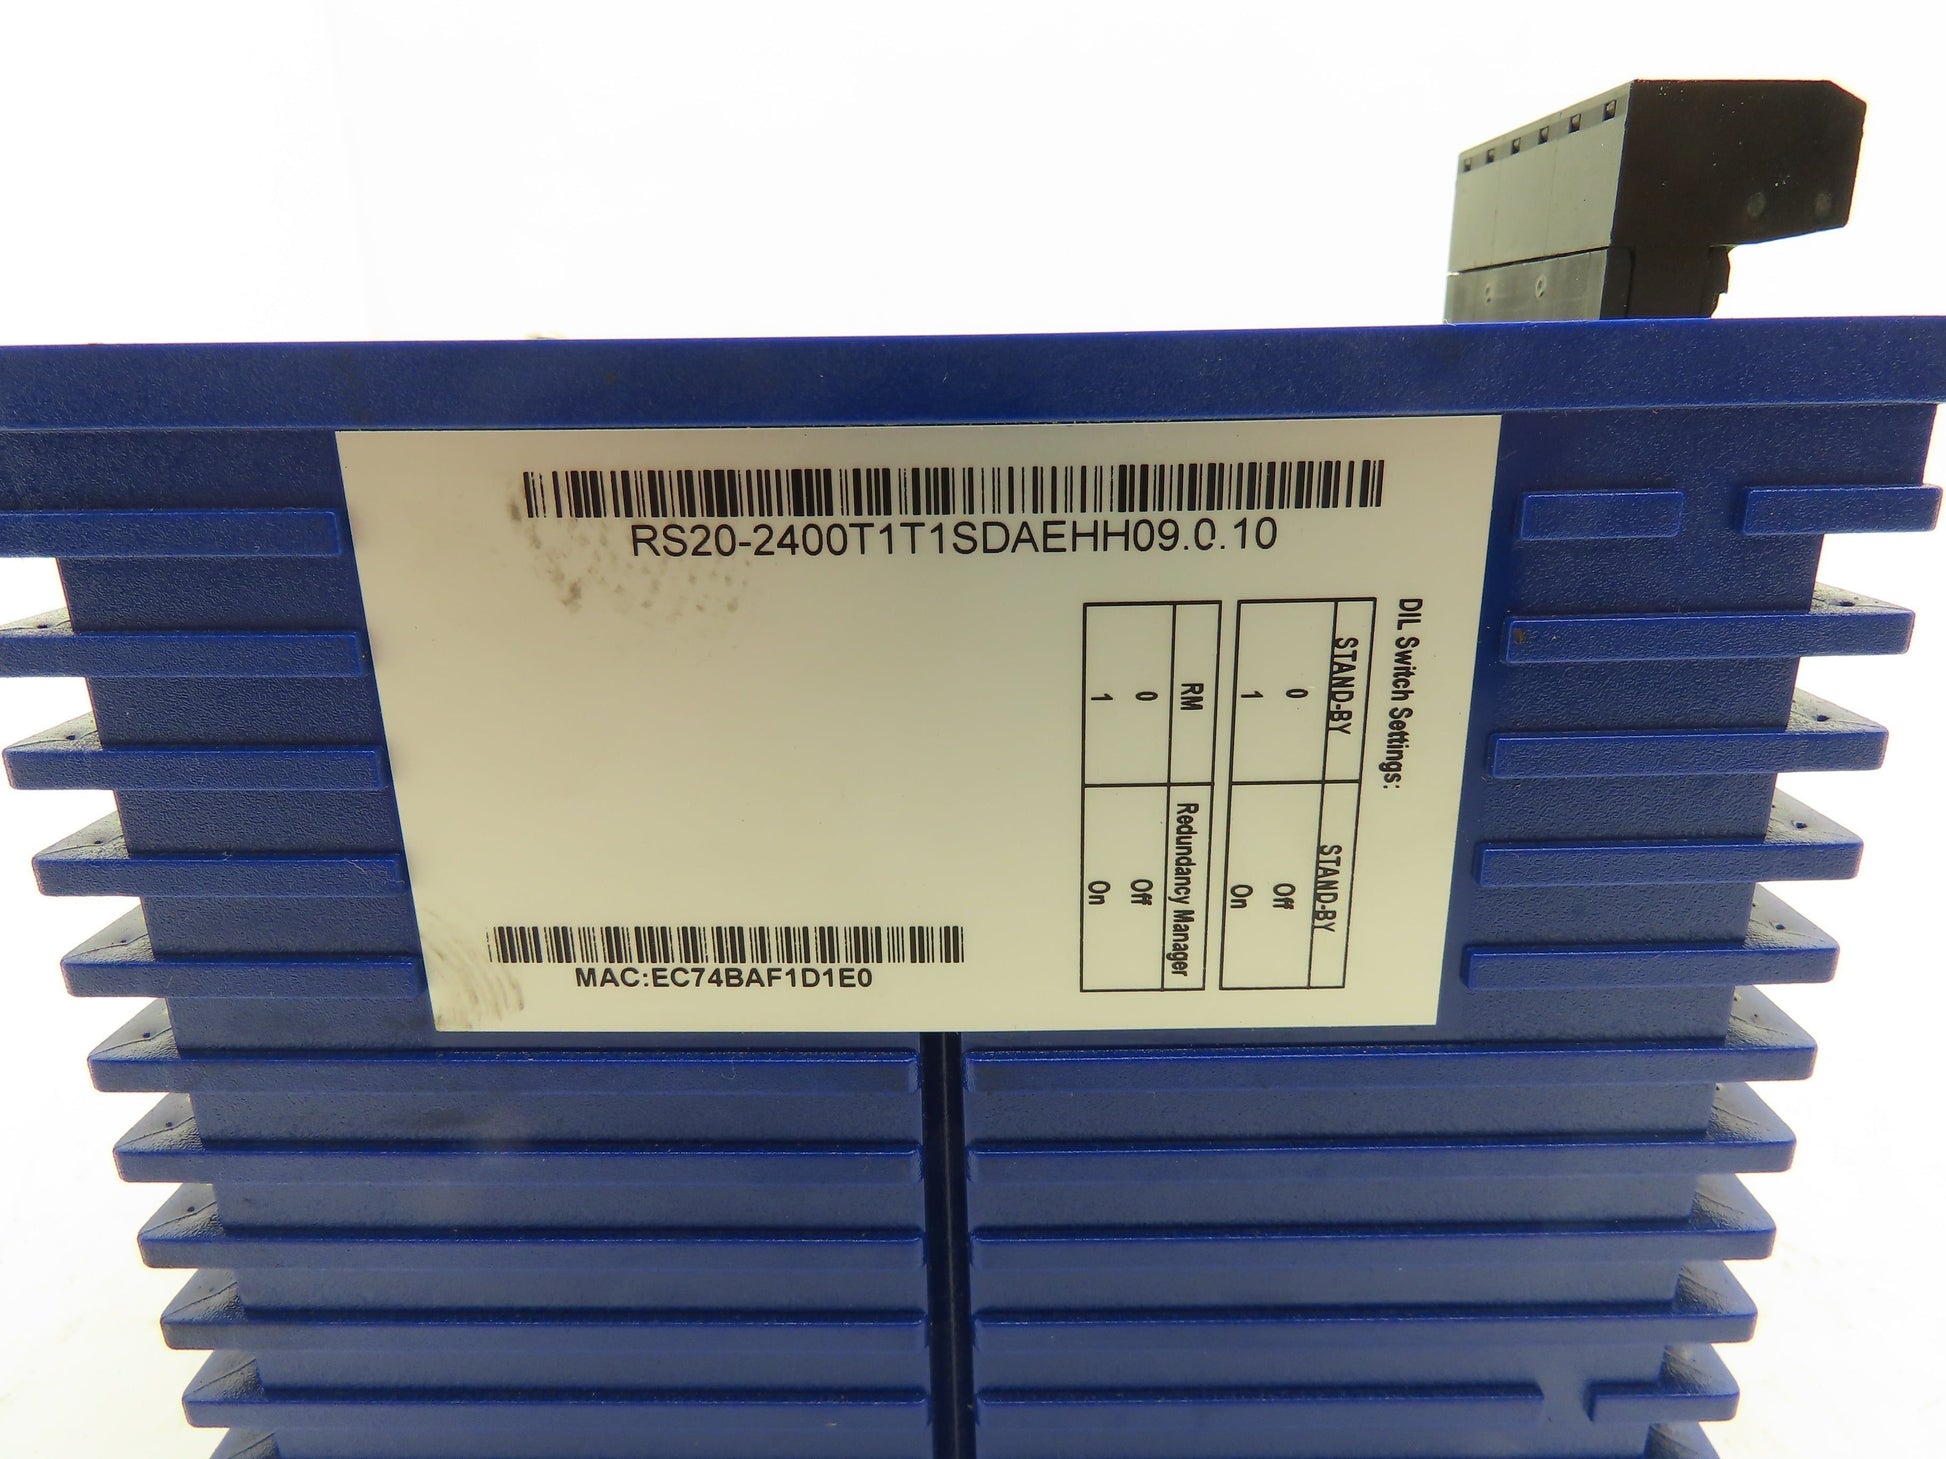 RS20-2400T1T1SDAEHH09.0.10
DIL Switch Settings:
STAND-BY STAND-BY
0 Off
1 On
RM Redundancy Manager
0 Off
1 On
MAC:EC74BAF1D1E0